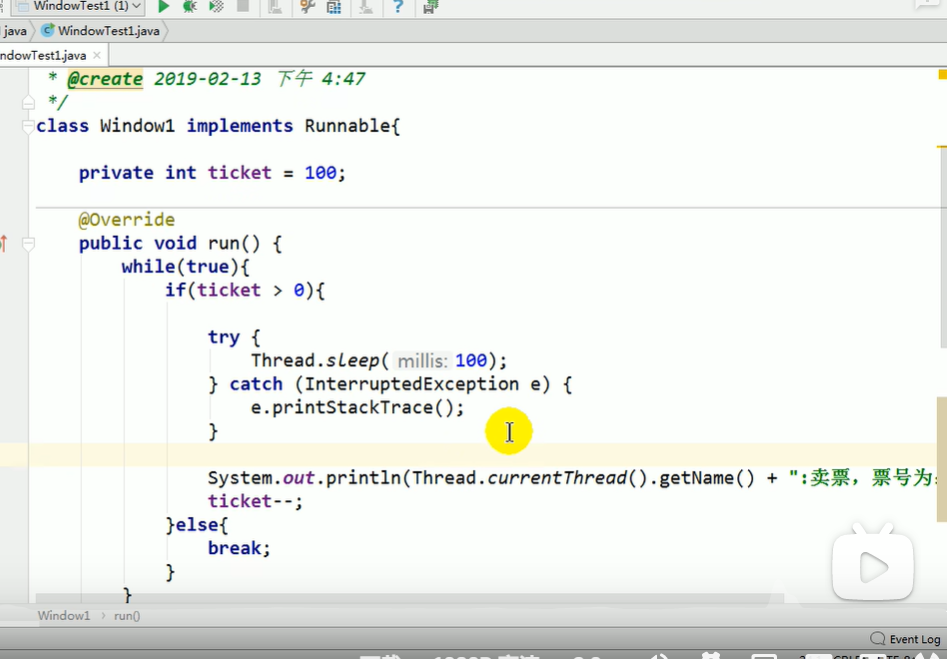 WindowTest1 (1)
java WindowTest1.java
ndowTest1.java ×
* @create 2019-02-13 下午 4:47
*/
class Window1 implements Runnable{
private int ticket = 100;
@Override
public void run() {
while(true){
if(ticket > 0){
try {
Thread.sleep( millis: 100);
} catch (InterruptedException e) {
e.printStackTrace();
}
System.out.println(Thread.currentThread().getName() + ":卖票，票号为:
ticket--;
}else{
break;
}
}
Window1 › run()
Event Log